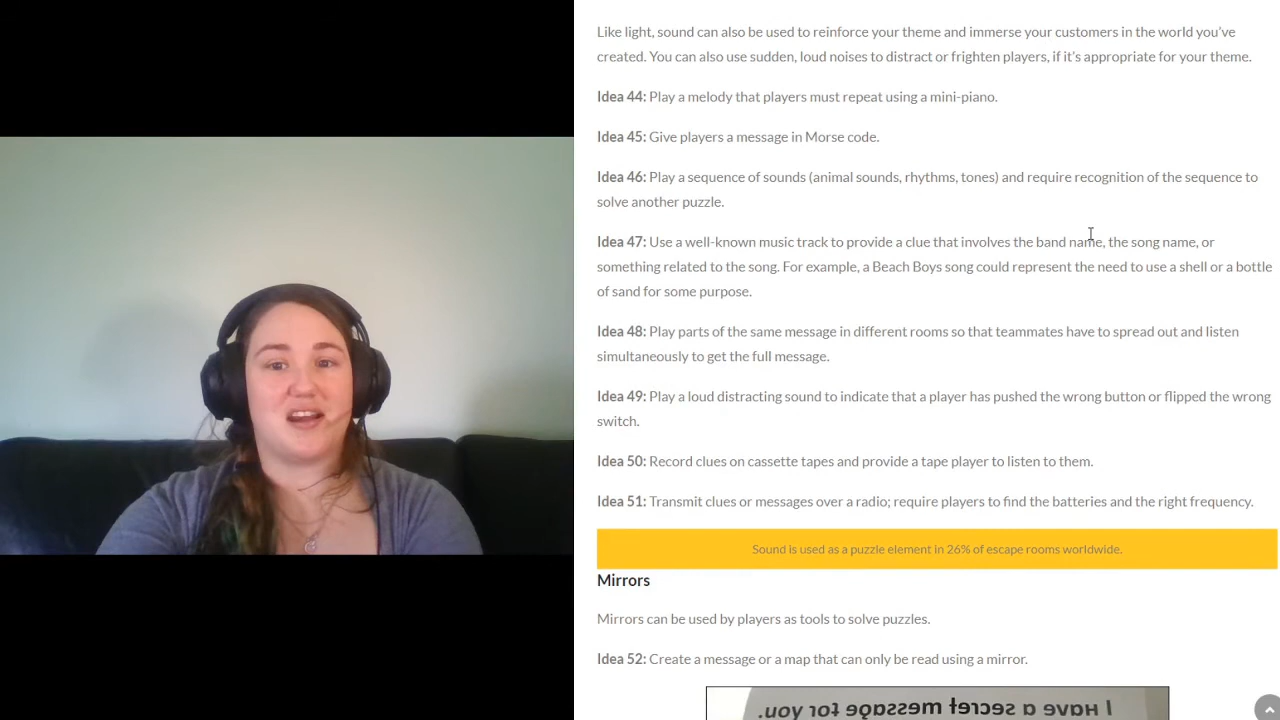 Like light, sound can also be used to reinforce your theme and immerse your customers in the world you've
created. You can also use sudden, loud noises to distract or frighten players, if it's appropriate for your theme.
Idea 44: Play a melody that players must repeat using a mini-piano.
Idea 45: Give players a message in Morse code.
Idea 46: Play a sequence of sounds (animal sounds, rhythms, tones) and require recognition of the sequence to
solve another puzzle.
Idea 47: Use a well-known music track to provide a clue that involves the band name, the song name, or
something related to the song. For example, a Beach Boys song could represent the need to use a shell or a bottle
of sand for some purpose.
Idea 48: Play parts of the same message in different rooms so that teammates have to spread out and listen
simultaneously to get the full message.
Idea 49: Play a loud distracting sound to indicate that a player has pushed the wrong button or flipped the wrong
switch.
Idea 50: Record clues on cassette tapes and provide a tape player to listen to them.
Idea 51: Transmit clues or messages over a radio; require players to find the batteries and the right frequency.
Sound is used as a puzzle element in 26% of escape rooms worldwide.
Mirrors
Mirrors can be used by players as tools to solve puzzles.
Idea 52: Create a message or a map that can only be read using a mirror.
I have a secret message for you.